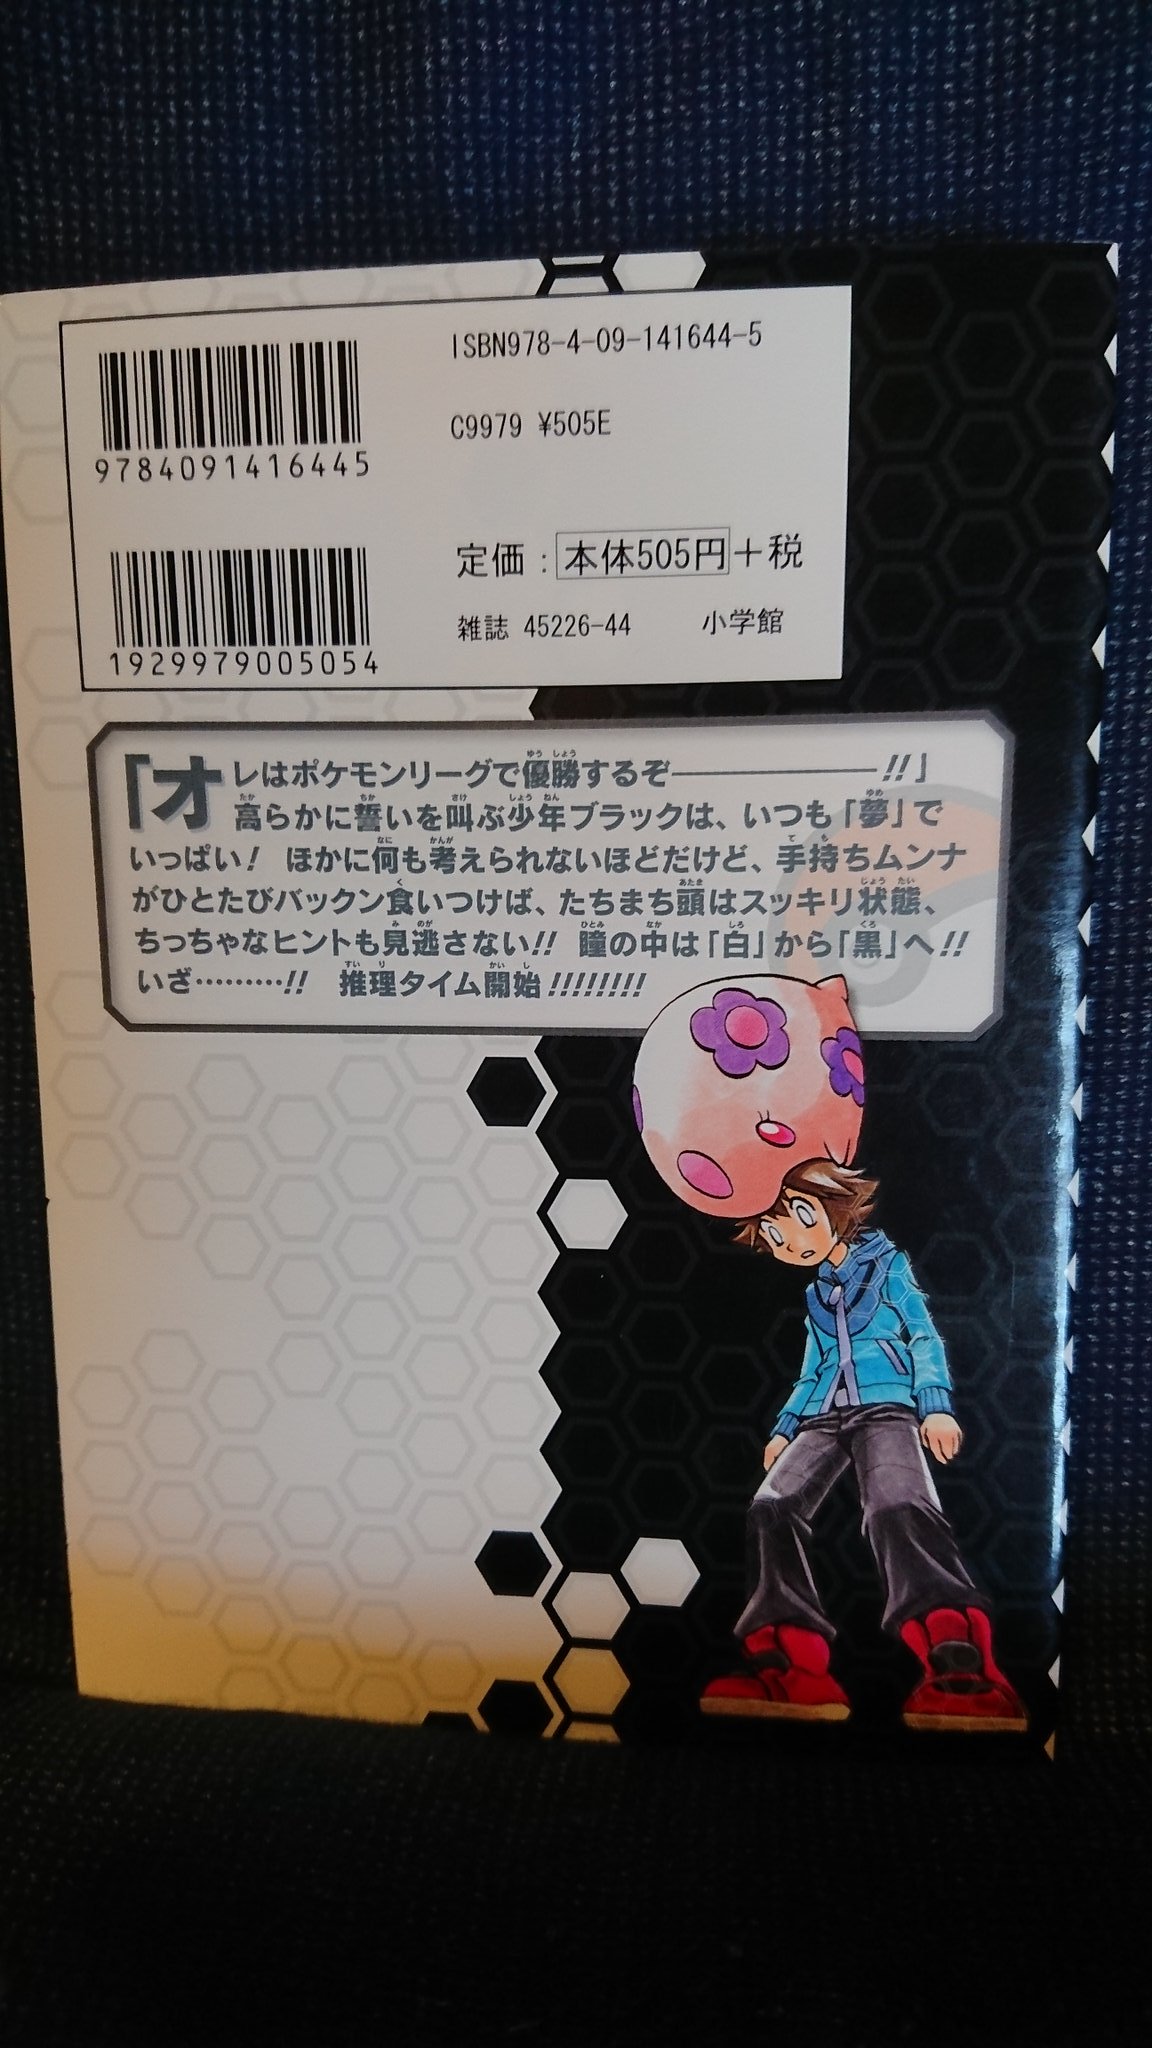 ISBN978-4-09-141644-5
C9979 ¥505E
9784091416445
定価：本体505円＋税
雑誌 45226-44 小学館
1929979005054
「オレはポケモンリーグで優勝するぞ――――――!!」
高らかに誓いを叫ぶ少年ブラックは、いつも「夢」で
いっぱい! ほかに何も考えられないほどだけど、手持ちムンナ
がひとたびバックン食いつけば、たちまち頭はスッキリ状態、
ちっちゃなヒントも見逃さない!! 瞳の中は「白」から「黒」へ!!
いざ………!! 推理タイム開始!!!!!!!!